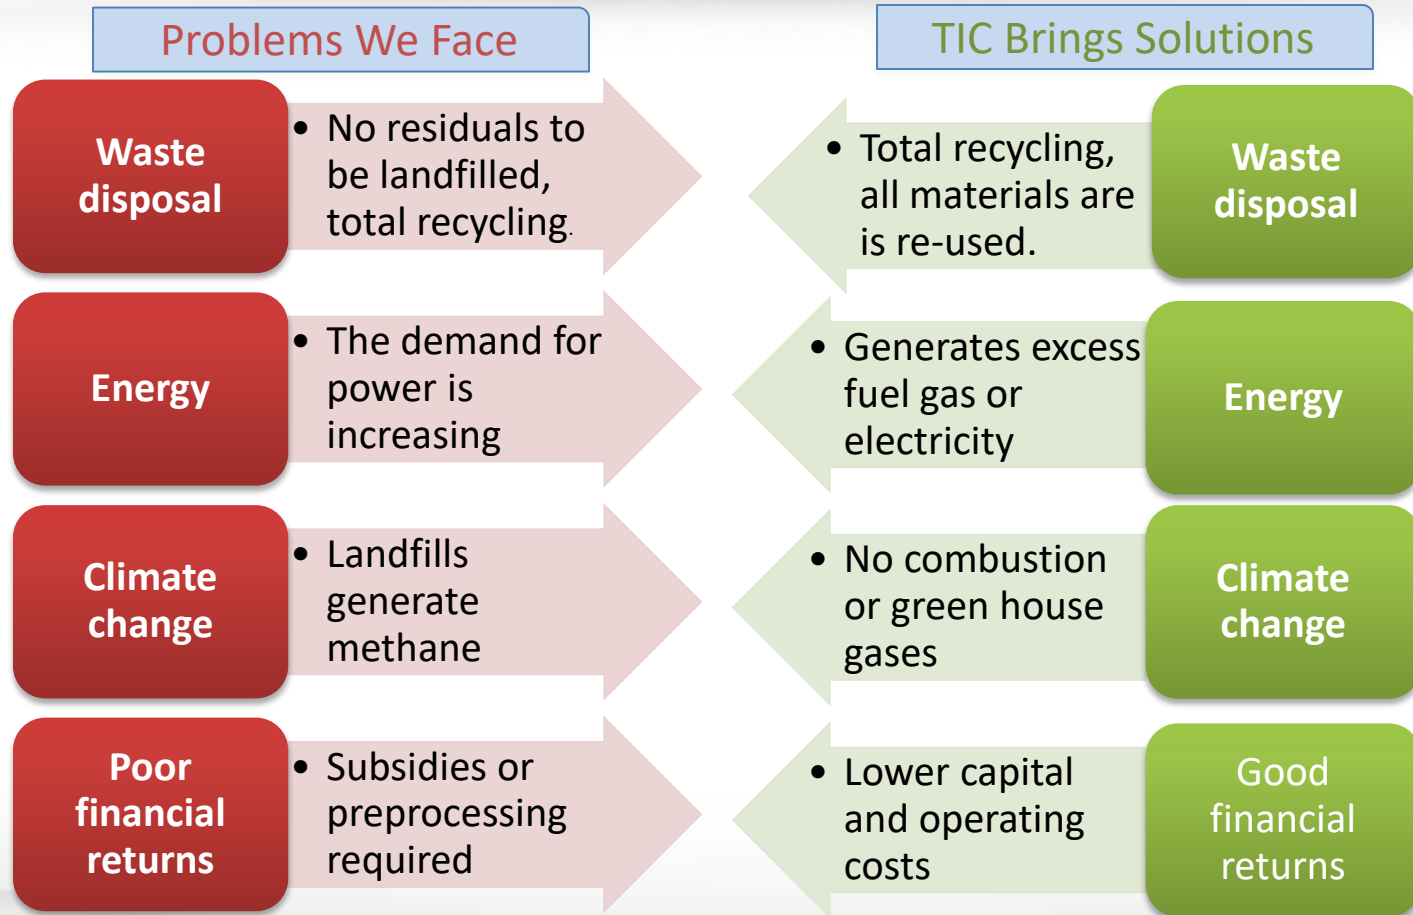 Problems We Face
TIC Brings Solutions
Waste
disposal
• No residuals to
be landfilled,
total recycling.
• Total recycling,
all materials are
is re-used.
Waste
disposal
Energy
• The demand for
power is
increasing
• Generates excess
fuel gas or
electricity
Energy
Climate
change
• Landfills
generate
methane
• No combustion
or green house
gases
Climate
change
Poor
financial
returns
• Subsidies or
preprocessing
required
• Lower capital
and operating
costs
Good
financial
returns